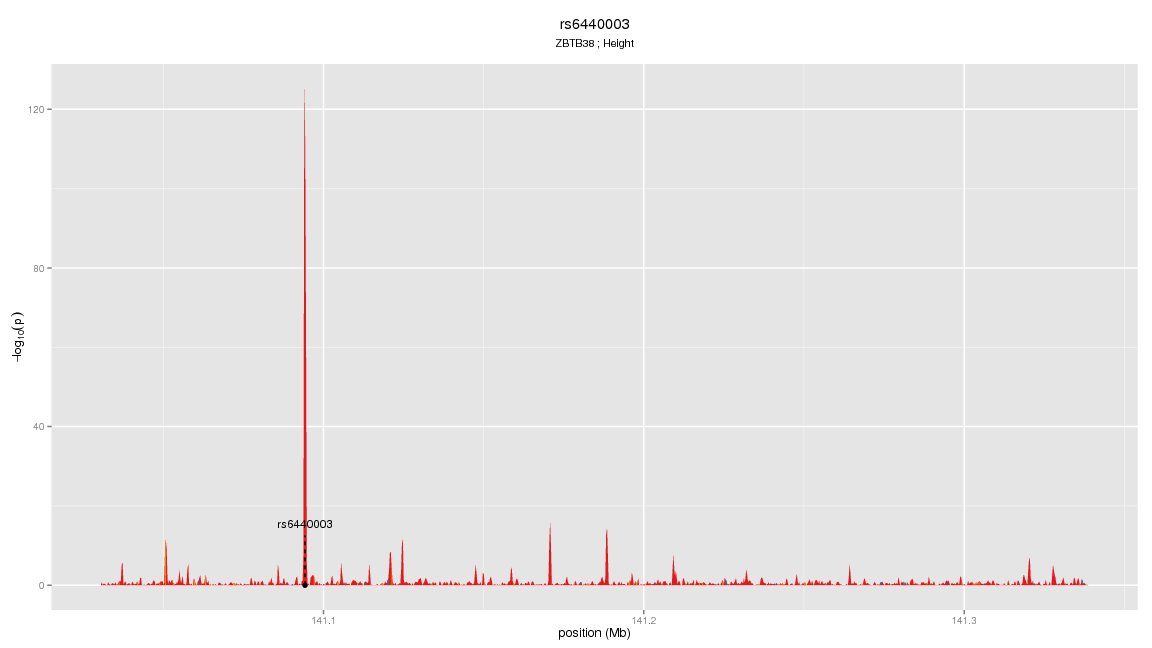 rs6440003
ZBTB38 ; Height
120
80
40
0
−log10(p)
rs6440003
141.1
141.2
141.3
position (Mb)